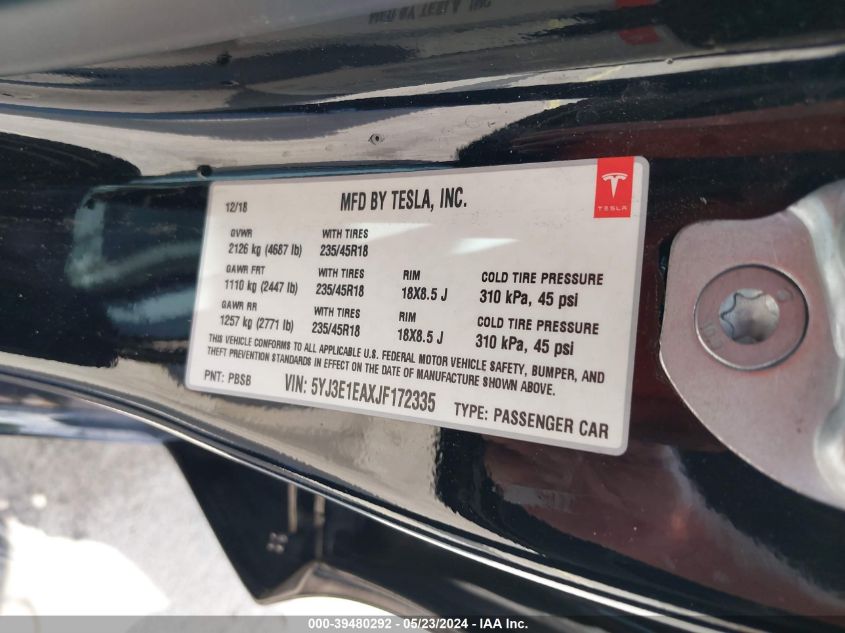 12/18
MFD BY TESLA, INC.
TESLA
GVWR
2126 kg (4687 lb)
WITH TIRES
235/45R18
GAWR FRT
1110 kg (2447 lb)
WITH TIRES
235/45R18
RIM
18X8.5 J
COLD TIRE PRESSURE
310 kPa, 45 psi
GAWR RR
1257 kg (2771 lb)
WITH TIRES
235/45R18
RIM
18X8.5 J
COLD TIRE PRESSURE
310 kPa, 45 psi
THIS VEHICLE CONFORMS TO ALL APPLICABLE U.S. FEDERAL MOTOR VEHICLE SAFETY, BUMPER, AND
THEFT PREVENTION STANDARDS IN EFFECT ON THE DATE OF MANUFACTURE SHOWN ABOVE.
PNT: PBSB
VIN: 5YJ3E1EAXJF172335
TYPE: PASSENGER CAR
000-39480292 - 05/23/2024 - IAA Inc.